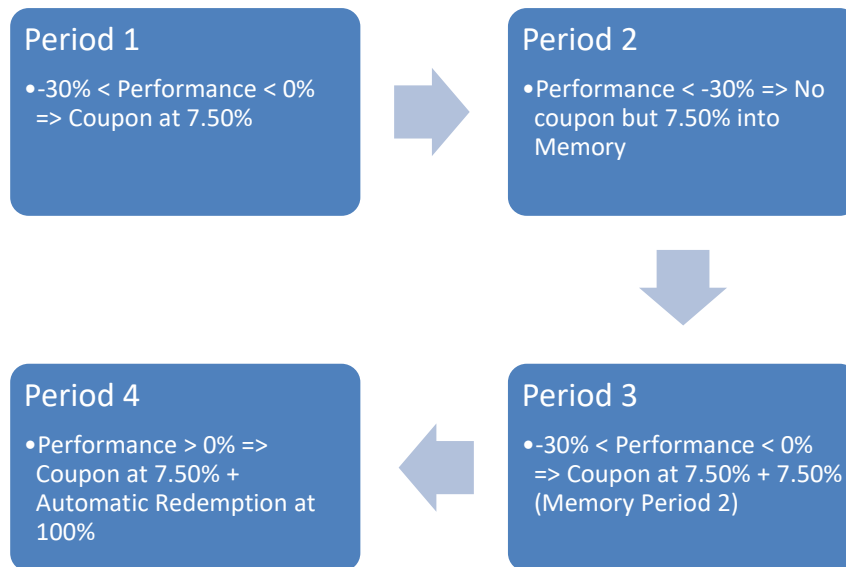 Period 1
•-30% < Performance < 0%
=> Coupon at 7.50%
Period 2
•Performance < -30% => No
coupon but 7.50% into
Memory
Period 3
•-30% < Performance < 0%
=> Coupon at 7.50% + 7.50%
(Memory Period 2)
Period 4
•Performance > 0% =>
Coupon at 7.50% +
Automatic Redemption at
100%